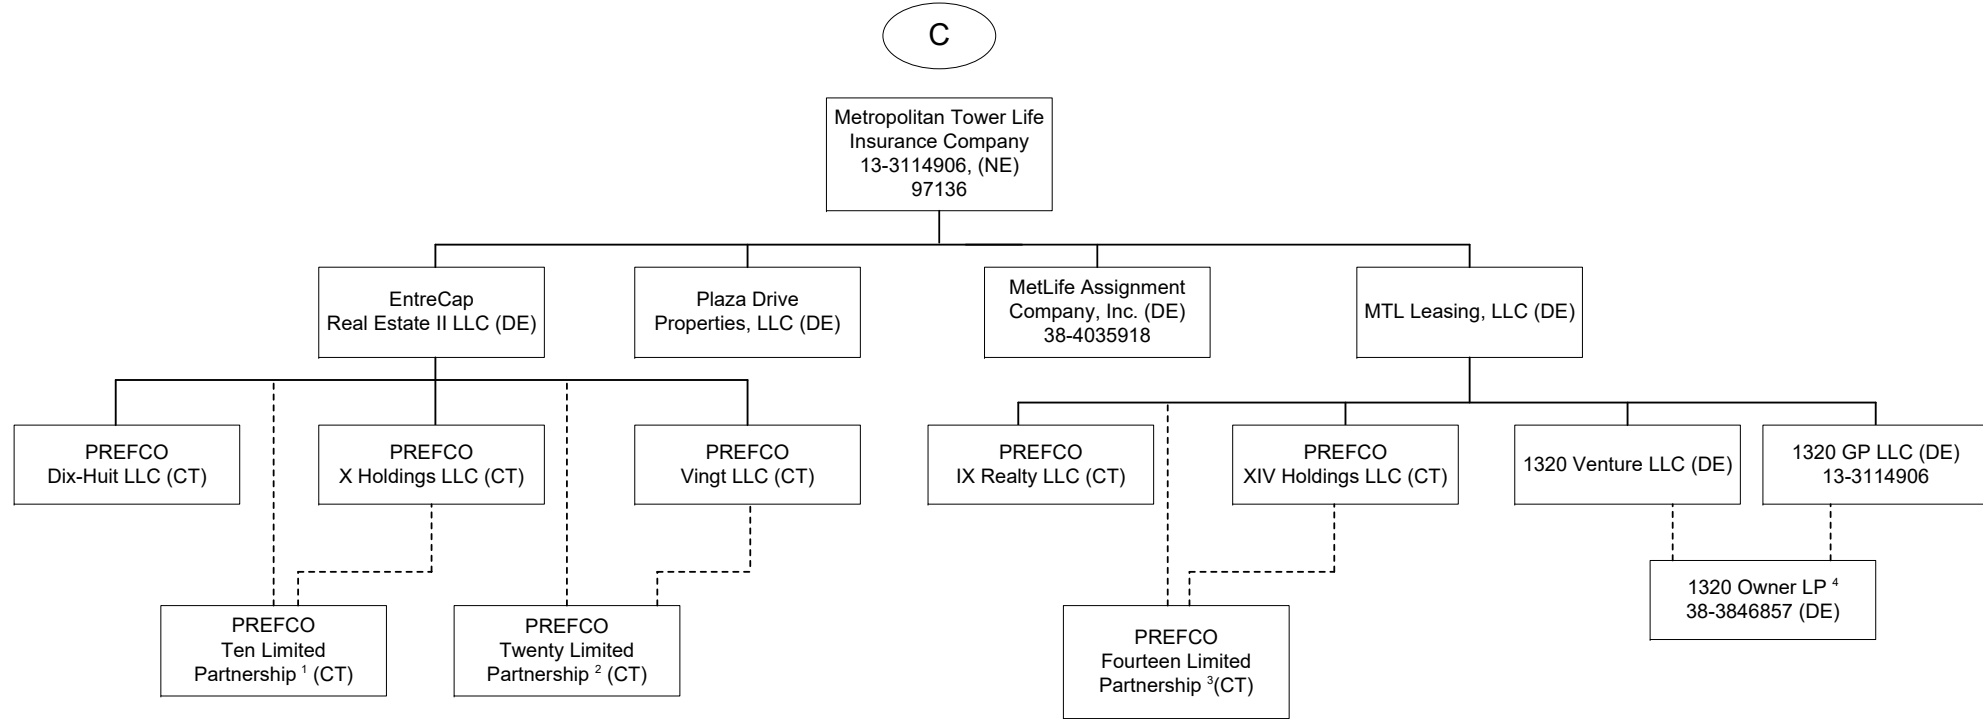 C
Metropolitan Tower Life
Insurance Company
13-3114906, (NE)
97136
EntreCap
Real Estate II LLC (DE)
Plaza Drive
Properties, LLC (DE)
MetLife Assignment
Company, Inc. (DE)
38-4035918
MTL Leasing, LLC (DE)
PREFCO
Dix-Huit LLC (CT)
PREFCO
X Holdings LLC (CT)
PREFCO
Vingt LLC (CT)
PREFCO
IX Realty LLC (CT)
PREFCO
XIV Holdings LLC (CT)
1320 Venture LLC (DE)
1320 GP LLC (DE)
13-3114906
PREFCO
Ten Limited
Partnership ¹ (CT)
PREFCO
Twenty Limited
Partnership ² (CT)
PREFCO
Fourteen Limited
Partnership ³(CT)
1320 Owner LP ⁴
38-3846857 (DE)